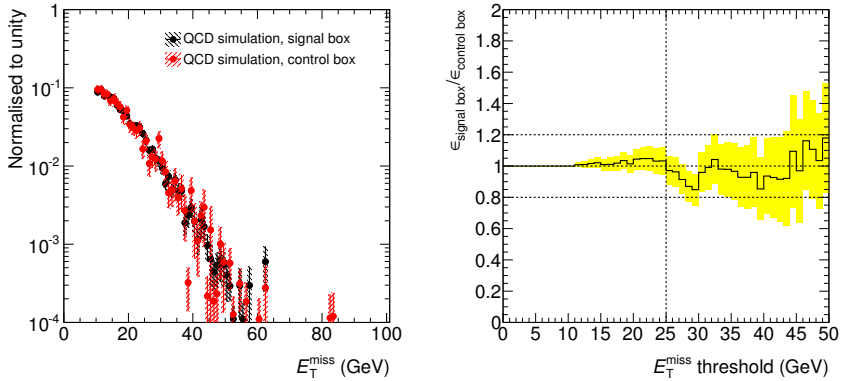 Normalised to unity
1
10⁻¹
10⁻²
10⁻³
10⁻⁴
QCD simulation, signal box
QCD simulation, control box
0 20 40 60 80 100
E_T^miss (GeV)
ϵ_signal box/ϵ_control box
2
1.8
1.6
1.4
1.2
1
0.8
0.6
0.4
0.2
0
0 5 10 15 20 25 30 35 40 45 50
E_T^miss threshold (GeV)